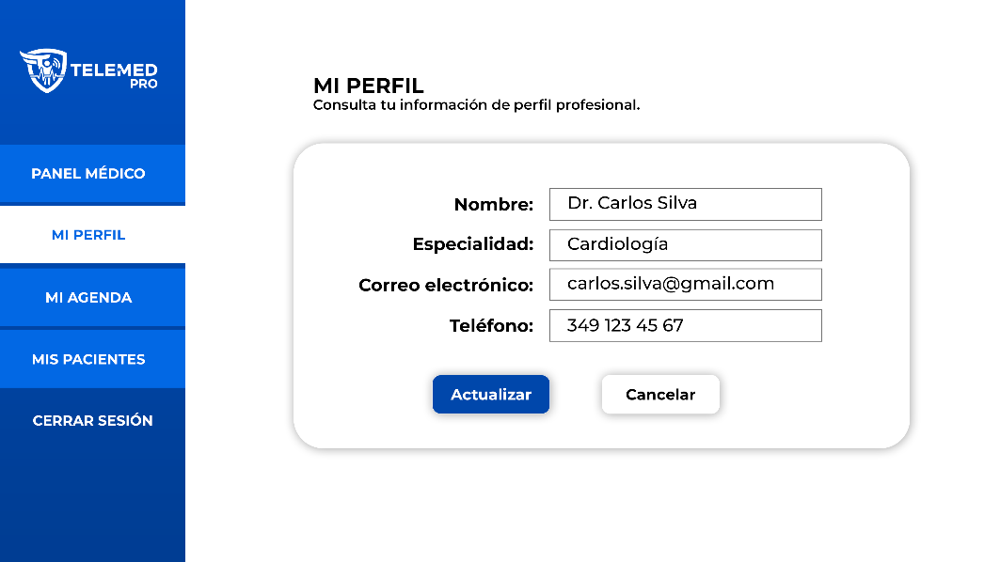 TELEMED
PRO
PANEL MÉDICO
MI PERFIL
MI AGENDA
MIS PACIENTES
CERRAR SESIÓN
MI PERFIL
Consulta tu información de perfil profesional.
Nombre: Dr. Carlos Silva
Especialidad: Cardiología
Correo electrónico: carlos.silva@gmail.com
Teléfono: 349 123 45 67
Actualizar Cancelar